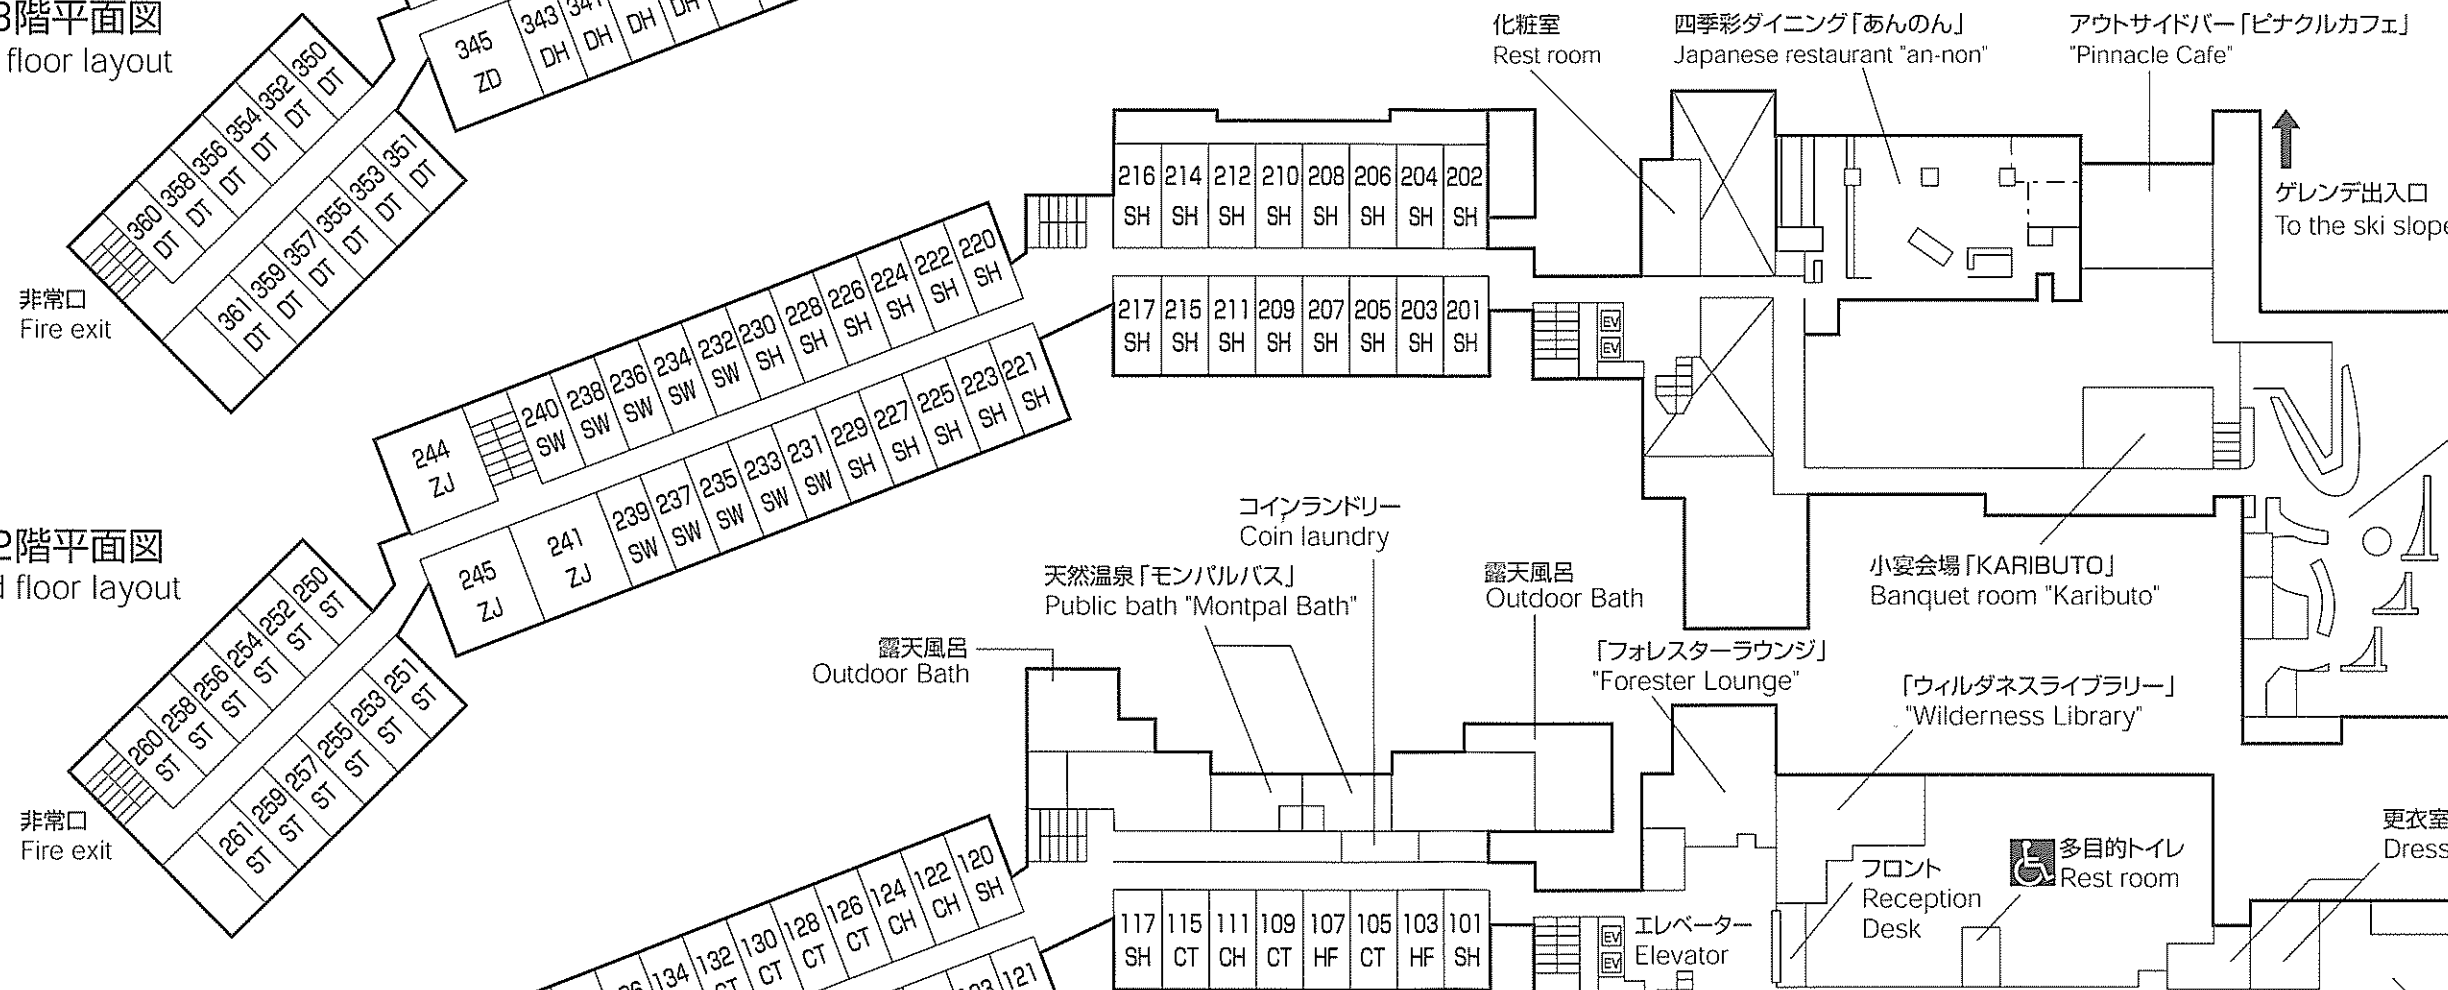 3階平面図
floor layout
345
ZD
343
DH
341
DH
DH
DH
350
DT
352
DT
354
DT
356
DT
358
DT
360
DT
351
DT
353
DT
355
DT
357
DT
359
DT
361
DT
非常口
Fire exit
化粧室
Rest room
四季彩ダイニング「あんのん」
Japanese restaurant "an-non"
アウトサイドバー「ピナクルカフェ」
"Pinnacle Cafe"
ゲレンデ出入口
To the ski slope
216 214 212 210 208 206 204 202
SH SH SH SH SH SH SH SH
217 215 211 209 207 205 203 201
SH SH SH SH SH SH SH SH
EV
EV
220
SH
222
SH
224
SH
226
SH
228
SH
230
SH
232
SW
234
SW
236
SW
238
SW
240
SW
244
ZJ
221
SH
223
SH
225
SH
227
SH
229
SH
231
SW
233
SW
235
SW
237
SW
239
SW
241
ZJ
245
ZJ
2階平面図
floor layout
250
ST
252
ST
254
ST
256
ST
258
ST
260
ST
251
ST
253
ST
255
ST
257
ST
259
ST
261
ST
非常口
Fire exit
小宴会場「KARIBUTO」
Banquet room "Kaributo"
コインランドリー
Coin laundry
天然温泉「モンパルバス」
Public bath "Montpal Bath"
露天風呂
Outdoor Bath
露天風呂
Outdoor Bath
「フォレスターラウンジ」
"Forester Lounge"
「ウィルダネスライブラリー」
"Wilderness Library"
更衣室
Dress
多目的トイレ
Rest room
フロント
Reception
Desk
エレベーター
Elevator
EV
EV
120
SH
122
CH
124
CH
126
CT
128
CT
130
CT
132
CT
134
121
117 115 111 109 107 105 103 101
SH CT CH CT HF CT HF SH